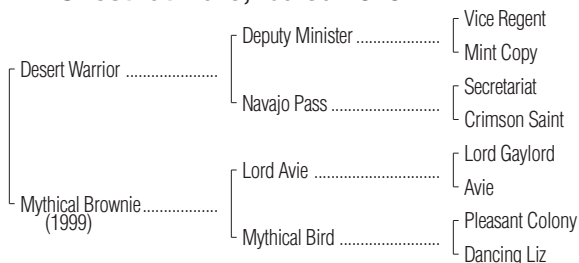 Vice Regent
Deputy Minister ......................
Mint Copy
Desert Warrior ......................
Secretariat
Navajo Pass ............................
Crimson Saint
Lord Gaylord
Lord Avie ................................
Avie
Mythical Brownie...................
(1999)
Pleasant Colony
Mythical Bird ..........................
Dancing Liz